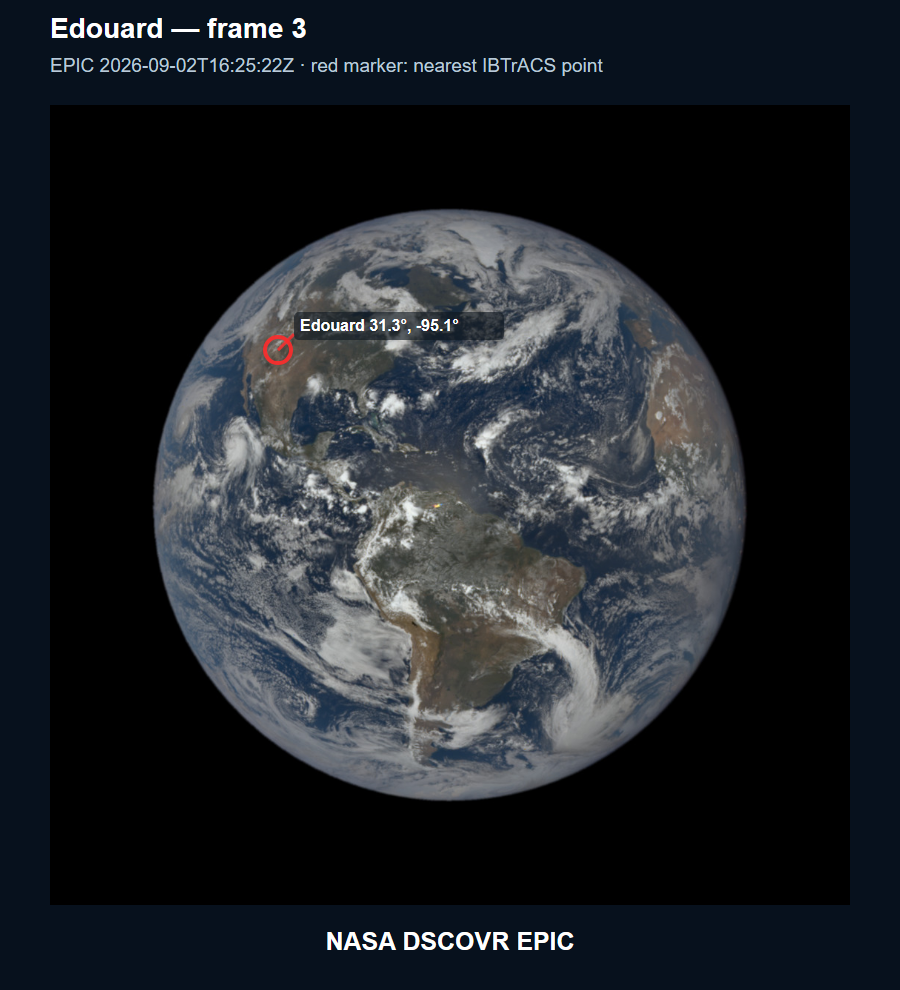 Edouard — frame 3
EPIC 2026-09-02T16:25:22Z · red marker: nearest IBTrACS point
Edouard 31.3°, -95.1°
NASA DSCOVR EPIC